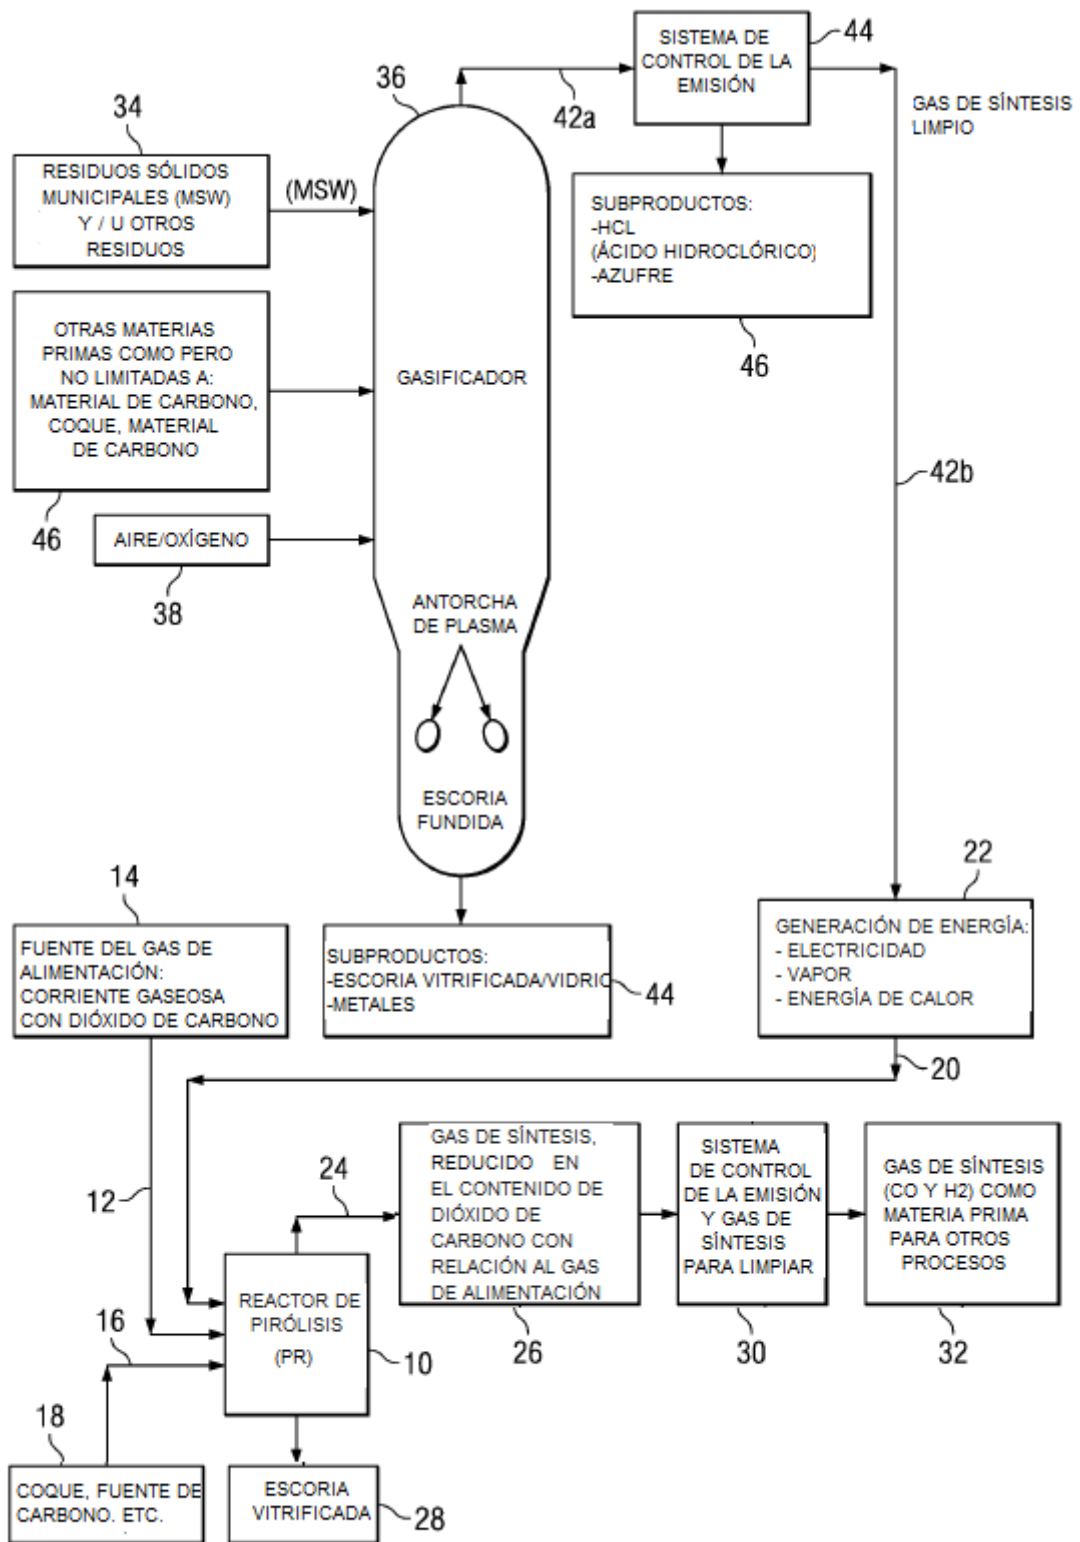 SISTEMA DE
CONTROL DE LA
EMISIÓN
44
42a
GAS DE SÍNTESIS
LIMPIO
36
34
RESIDUOS SÓLIDOS
MUNICIPALES (MSW)
Y / U OTROS
RESIDUOS
(MSW)
SUBPRODUCTOS:
-HCL
(ÁCIDO HIDROCLÓRICO)
-AZUFRE
46
OTRAS MATERIAS
PRIMAS COMO PERO
NO LIMITADAS A:
MATERIAL DE CARBONO,
COQUE, MATERIAL
DE CARBONO
46
GASIFICADOR
42b
AIRE/OXÍGENO
38
ANTORCHA
DE PLASMA
ESCORIA
FUNDIDA
14
FUENTE DEL GAS DE
ALIMENTACIÓN:
CORRIENTE GASEOSA
CON DIÓXIDO DE CARBONO
SUBPRODUCTOS:
-ESCORIA VITRIFICADA/VIDRIO
-METALES
44
22
GENERACIÓN DE ENERGÍA:
- ELECTRICIDAD
- VAPOR
- ENERGÍA DE CALOR
20
12
24
GAS DE SÍNTESIS,
REDUCIDO EN
EL CONTENIDO DE
DIÓXIDO DE
CARBONO CON
RELACIÓN AL GAS
DE ALIMENTACIÓN
26
SISTEMA
DE CONTROL
DE LA EMISIÓN
Y GAS DE
SÍNTESIS
PARA LIMPIAR
30
GAS DE SÍNTESIS
(CO Y H2) COMO
MATERIA PRIMA
PARA OTROS
PROCESOS
32
REACTOR DE
PIRÓLISIS
(PR)
10
16
18
COQUE, FUENTE DE
CARBONO. ETC.
ESCORIA
VITRIFICADA
28